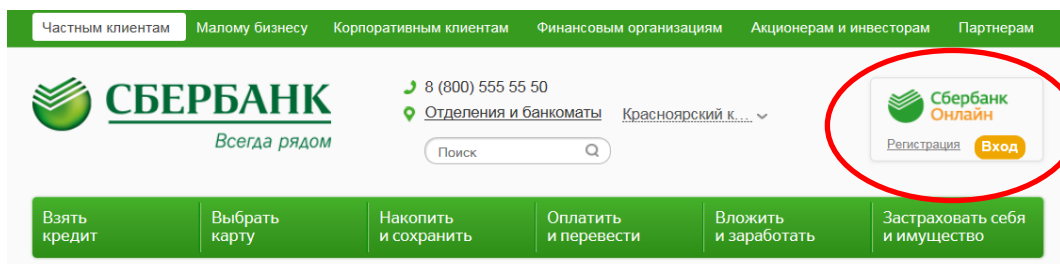 Частным клиентам Малому бизнесу Корпоративным клиентам Финансовым организациям Акционерам и инвесторам Партнерам
СБЕРБАНК
Всегда рядом
8 (800) 555 55 50
Отделения и банкоматы Красноярский к...
Поиск
Сбербанк
Онлайн
Регистрация Вход
Взять
кредит
Выбрать
карту
Накопить
и сохранить
Оплатить
и перевести
Вложить
и заработать
Застраховать себя
и имущество